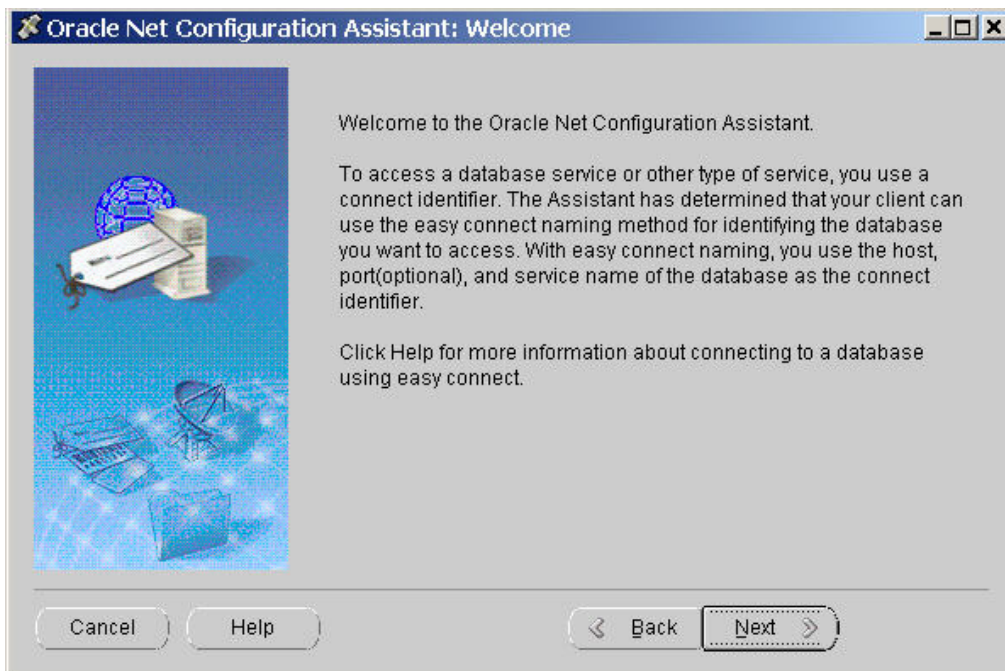 Oracle Net Configuration Assistant: Welcome
Welcome to the Oracle Net Configuration Assistant.
To access a database service or other type of service, you use a
connect identifier. The Assistant has determined that your client can
use the easy connect naming method for identifying the database
you want to access. With easy connect naming, you use the host,
port(optional), and service name of the database as the connect
identifier.
Click Help for more information about connecting to a database
using easy connect.
Cancel
Help
Back
Next